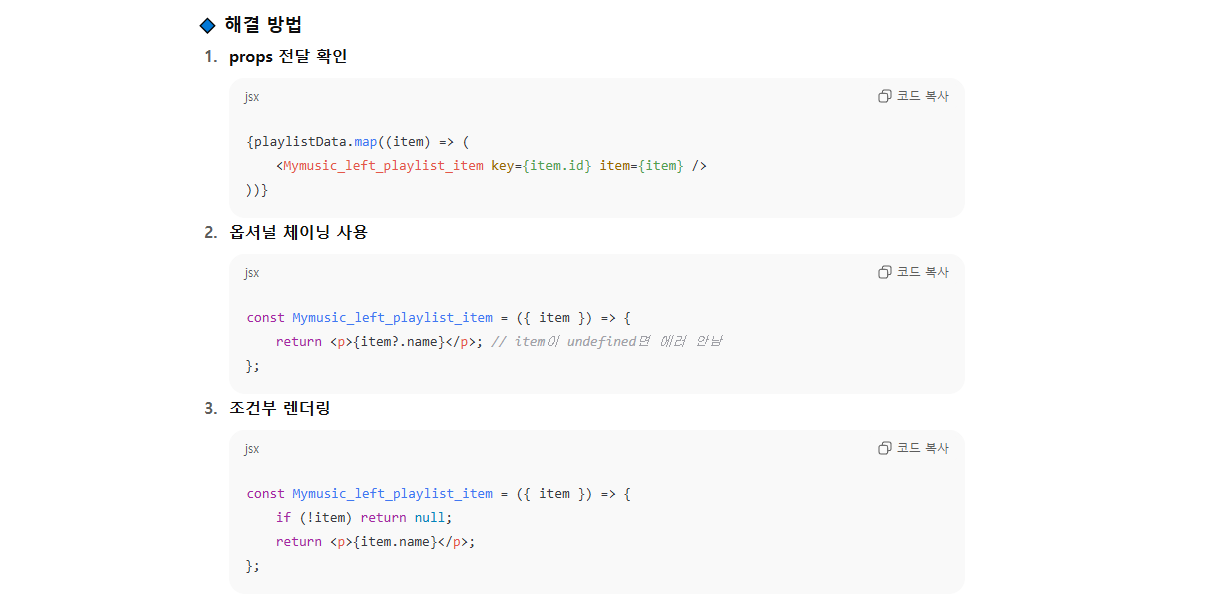 해결 방법
1. props 전달 확인
jsx
코드 복사
{playlistData.map((item) => (
    <Mymusic_left_playlist_item key={item.id} item={item} />
))}
2. 옵셔널 체이닝 사용
jsx
코드 복사
const Mymusic_left_playlist_item = ({ item }) => {
    return <p>{item?.name}</p>; // item이 undefined면 에러 안남
};
3. 조건부 렌더링
jsx
코드 복사
const Mymusic_left_playlist_item = ({ item }) => {
    if (!item) return null;
    return <p>{item.name}</p>;
};